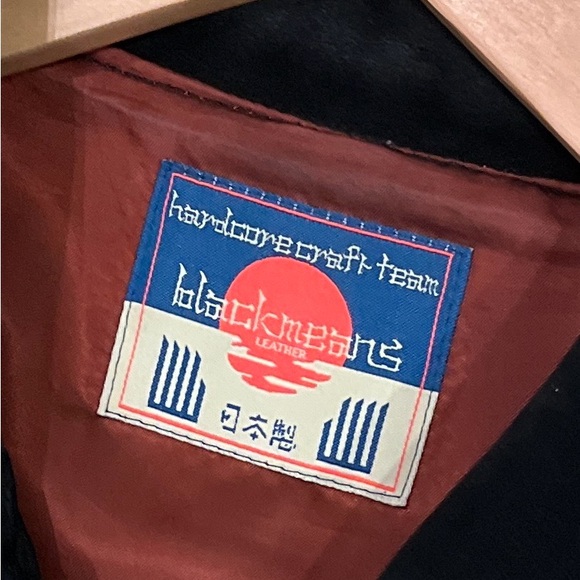 hardcore craft team
blackmeans
LEATHER
日本製